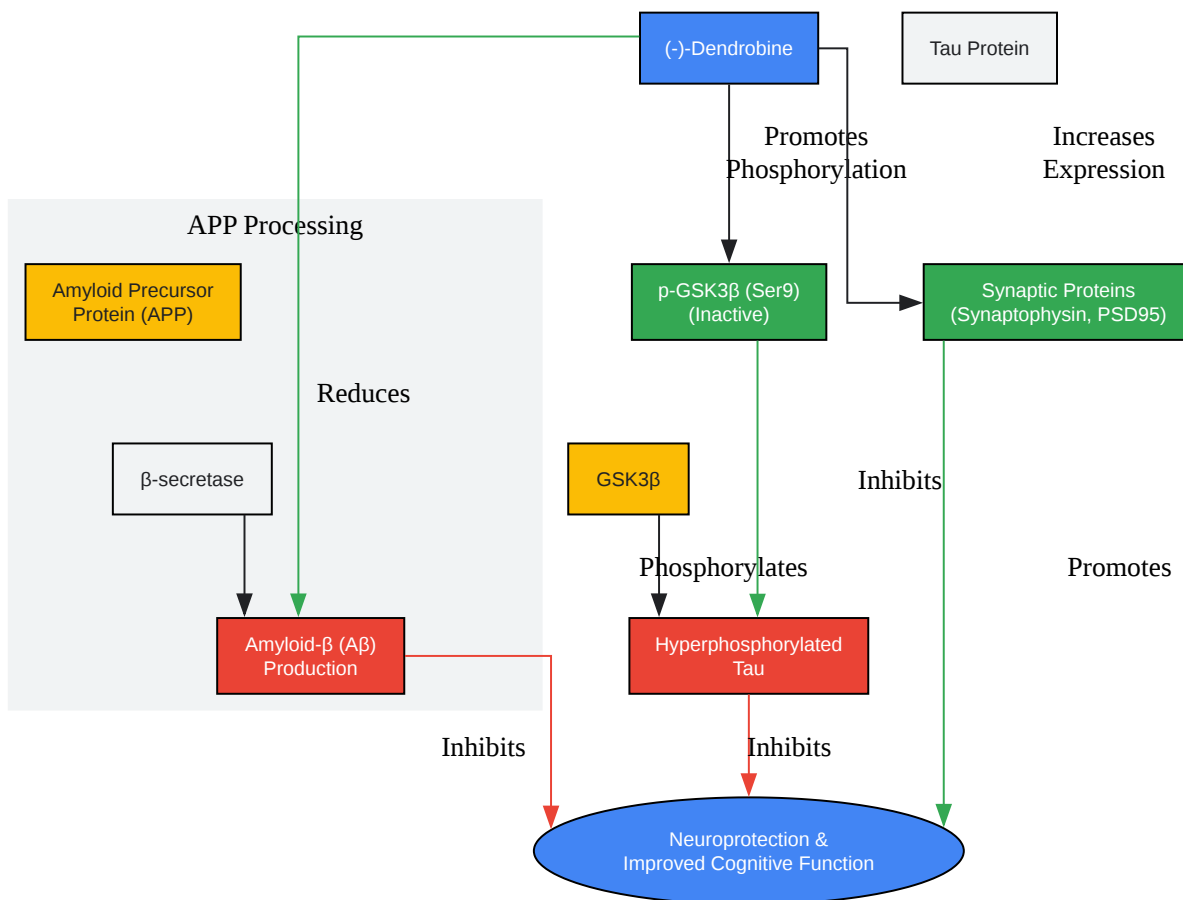 (-)-Dendrobine
Tau Protein
Promotes
Phosphorylation
Increases
Expression
APP Processing
Amyloid Precursor
Protein (APP)
p-GSK3β (Ser9)
(Inactive)
Synaptic Proteins
(Synaptophysin, PSD95)
Reduces
β-secretase
GSK3β
Inhibits
Phosphorylates
Promotes
Amyloid-β (Aβ)
Production
Hyperphosphorylated
Tau
Inhibits
Inhibits
Neuroprotection &
Improved Cognitive Function